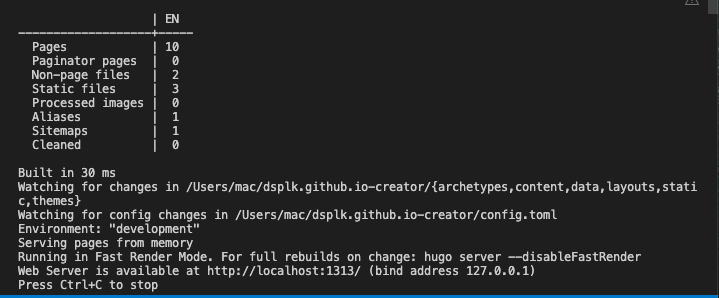 | EN
-------------------+-----
  Pages            | 10
  Paginator pages  |  0
  Non-page files   |  2
  Static files     |  3
  Processed images |  0
  Aliases          |  1
  Sitemaps         |  1
  Cleaned          |  0
Built in 30 ms
Watching for changes in /Users/mac/dsplk.github.io-creator/{archetypes,content,data,layouts,stati
c,themes}
Watching for config changes in /Users/mac/dsplk.github.io-creator/config.toml
Environment: "development"
Serving pages from memory
Running in Fast Render Mode. For full rebuilds on change: hugo server --disableFastRender
Web Server is available at http://localhost:1313/ (bind address 127.0.0.1)
Press Ctrl+C to stop